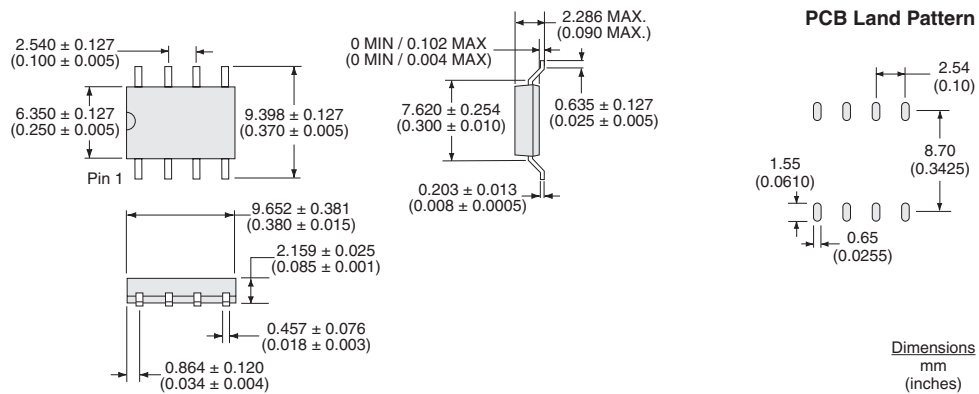 2.540 ± 0.127
(0.100 ± 0.005)
6.350 ± 0.127
(0.250 ± 0.005)
9.398 ± 0.127
(0.370 ± 0.005)
Pin 1
9.652 ± 0.381
(0.380 ± 0.015)
2.159 ± 0.025
(0.085 ± 0.001)
0.457 ± 0.076
(0.018 ± 0.003)
0.864 ± 0.120
(0.034 ± 0.004)
2.286 MAX.
(0.090 MAX.)
0 MIN / 0.102 MAX
(0 MIN / 0.004 MAX)
7.620 ± 0.254
(0.300 ± 0.010)
0.635 ± 0.127
(0.025 ± 0.005)
0.203 ± 0.013
(0.008 ± 0.0005)
PCB Land Pattern
2.54
(0.10)
8.70
(0.3425)
1.55
(0.0610)
0.65
(0.0255)
Dimensions
mm
(inches)